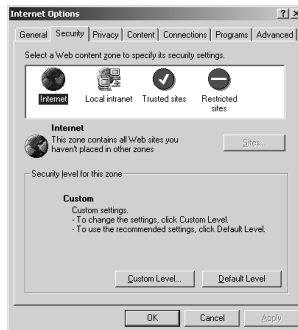 Internet Options
? X
General Security Privacy Content Connections Programs Advanced
Select a Web content zone to specify its security settings.
Internet Local intranet Trusted sites Restricted sites
Internet
This zone contains all Web sites you
haven't placed in other zones
Sites...
Security level for this zone
Custom
Custom settings.
- To change the settings, click Custom Level.
- To use the recommended settings, click Default Level.
Custom Level... Default Level
OK Cancel Apply